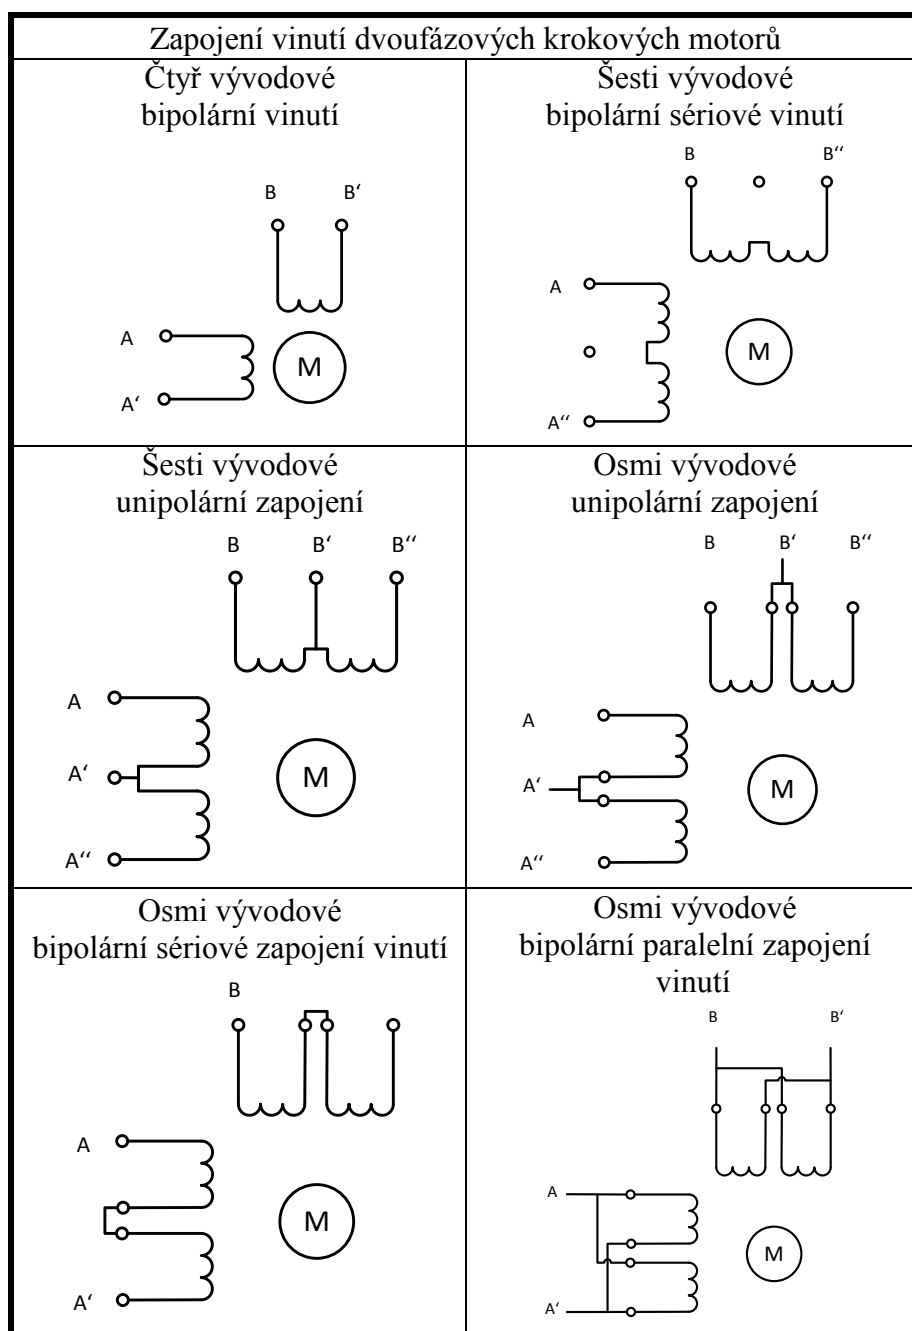 Zapojení vinutí dvoufázových krokových motorů
Čtyř vývodové
bipolární vinutí
B B‘
A
M
A‘
Šesti vývodové
bipolární sériové vinutí
B B‘‘
A
M
A‘‘
Šesti vývodové
unipolární zapojení
B B‘ B‘‘
A
A‘ M
A‘‘
Osmi vývodové
unipolární zapojení
B B‘ B‘‘
A
A‘ M
A‘‘
Osmi vývodové
bipolární sériové zapojení vinutí
B
A
M
A‘
Osmi vývodové
bipolární paralelní zapojení
vinutí
B B‘
A
M
A‘